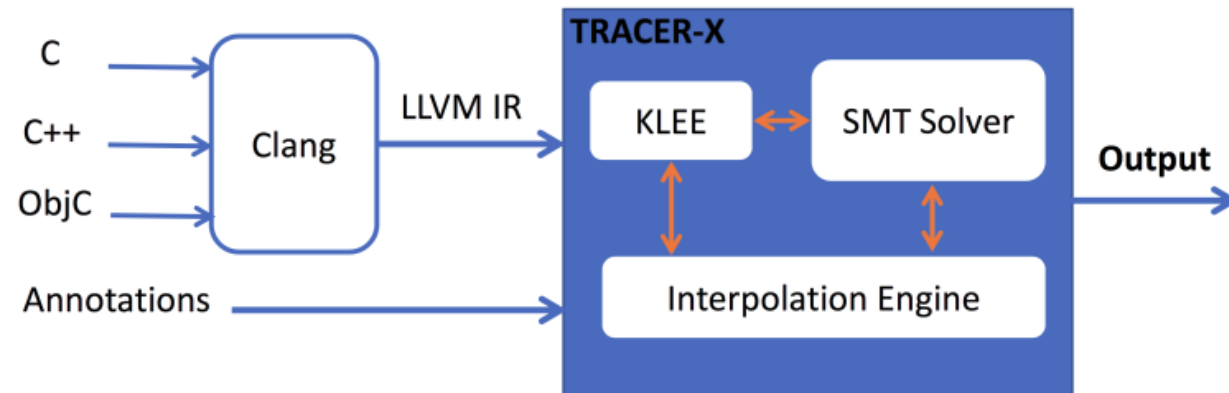 C
C++
ObjC
Annotations
Clang
LLVM IR
TRACER-X
KLEE
SMT Solver
Interpolation Engine
Output